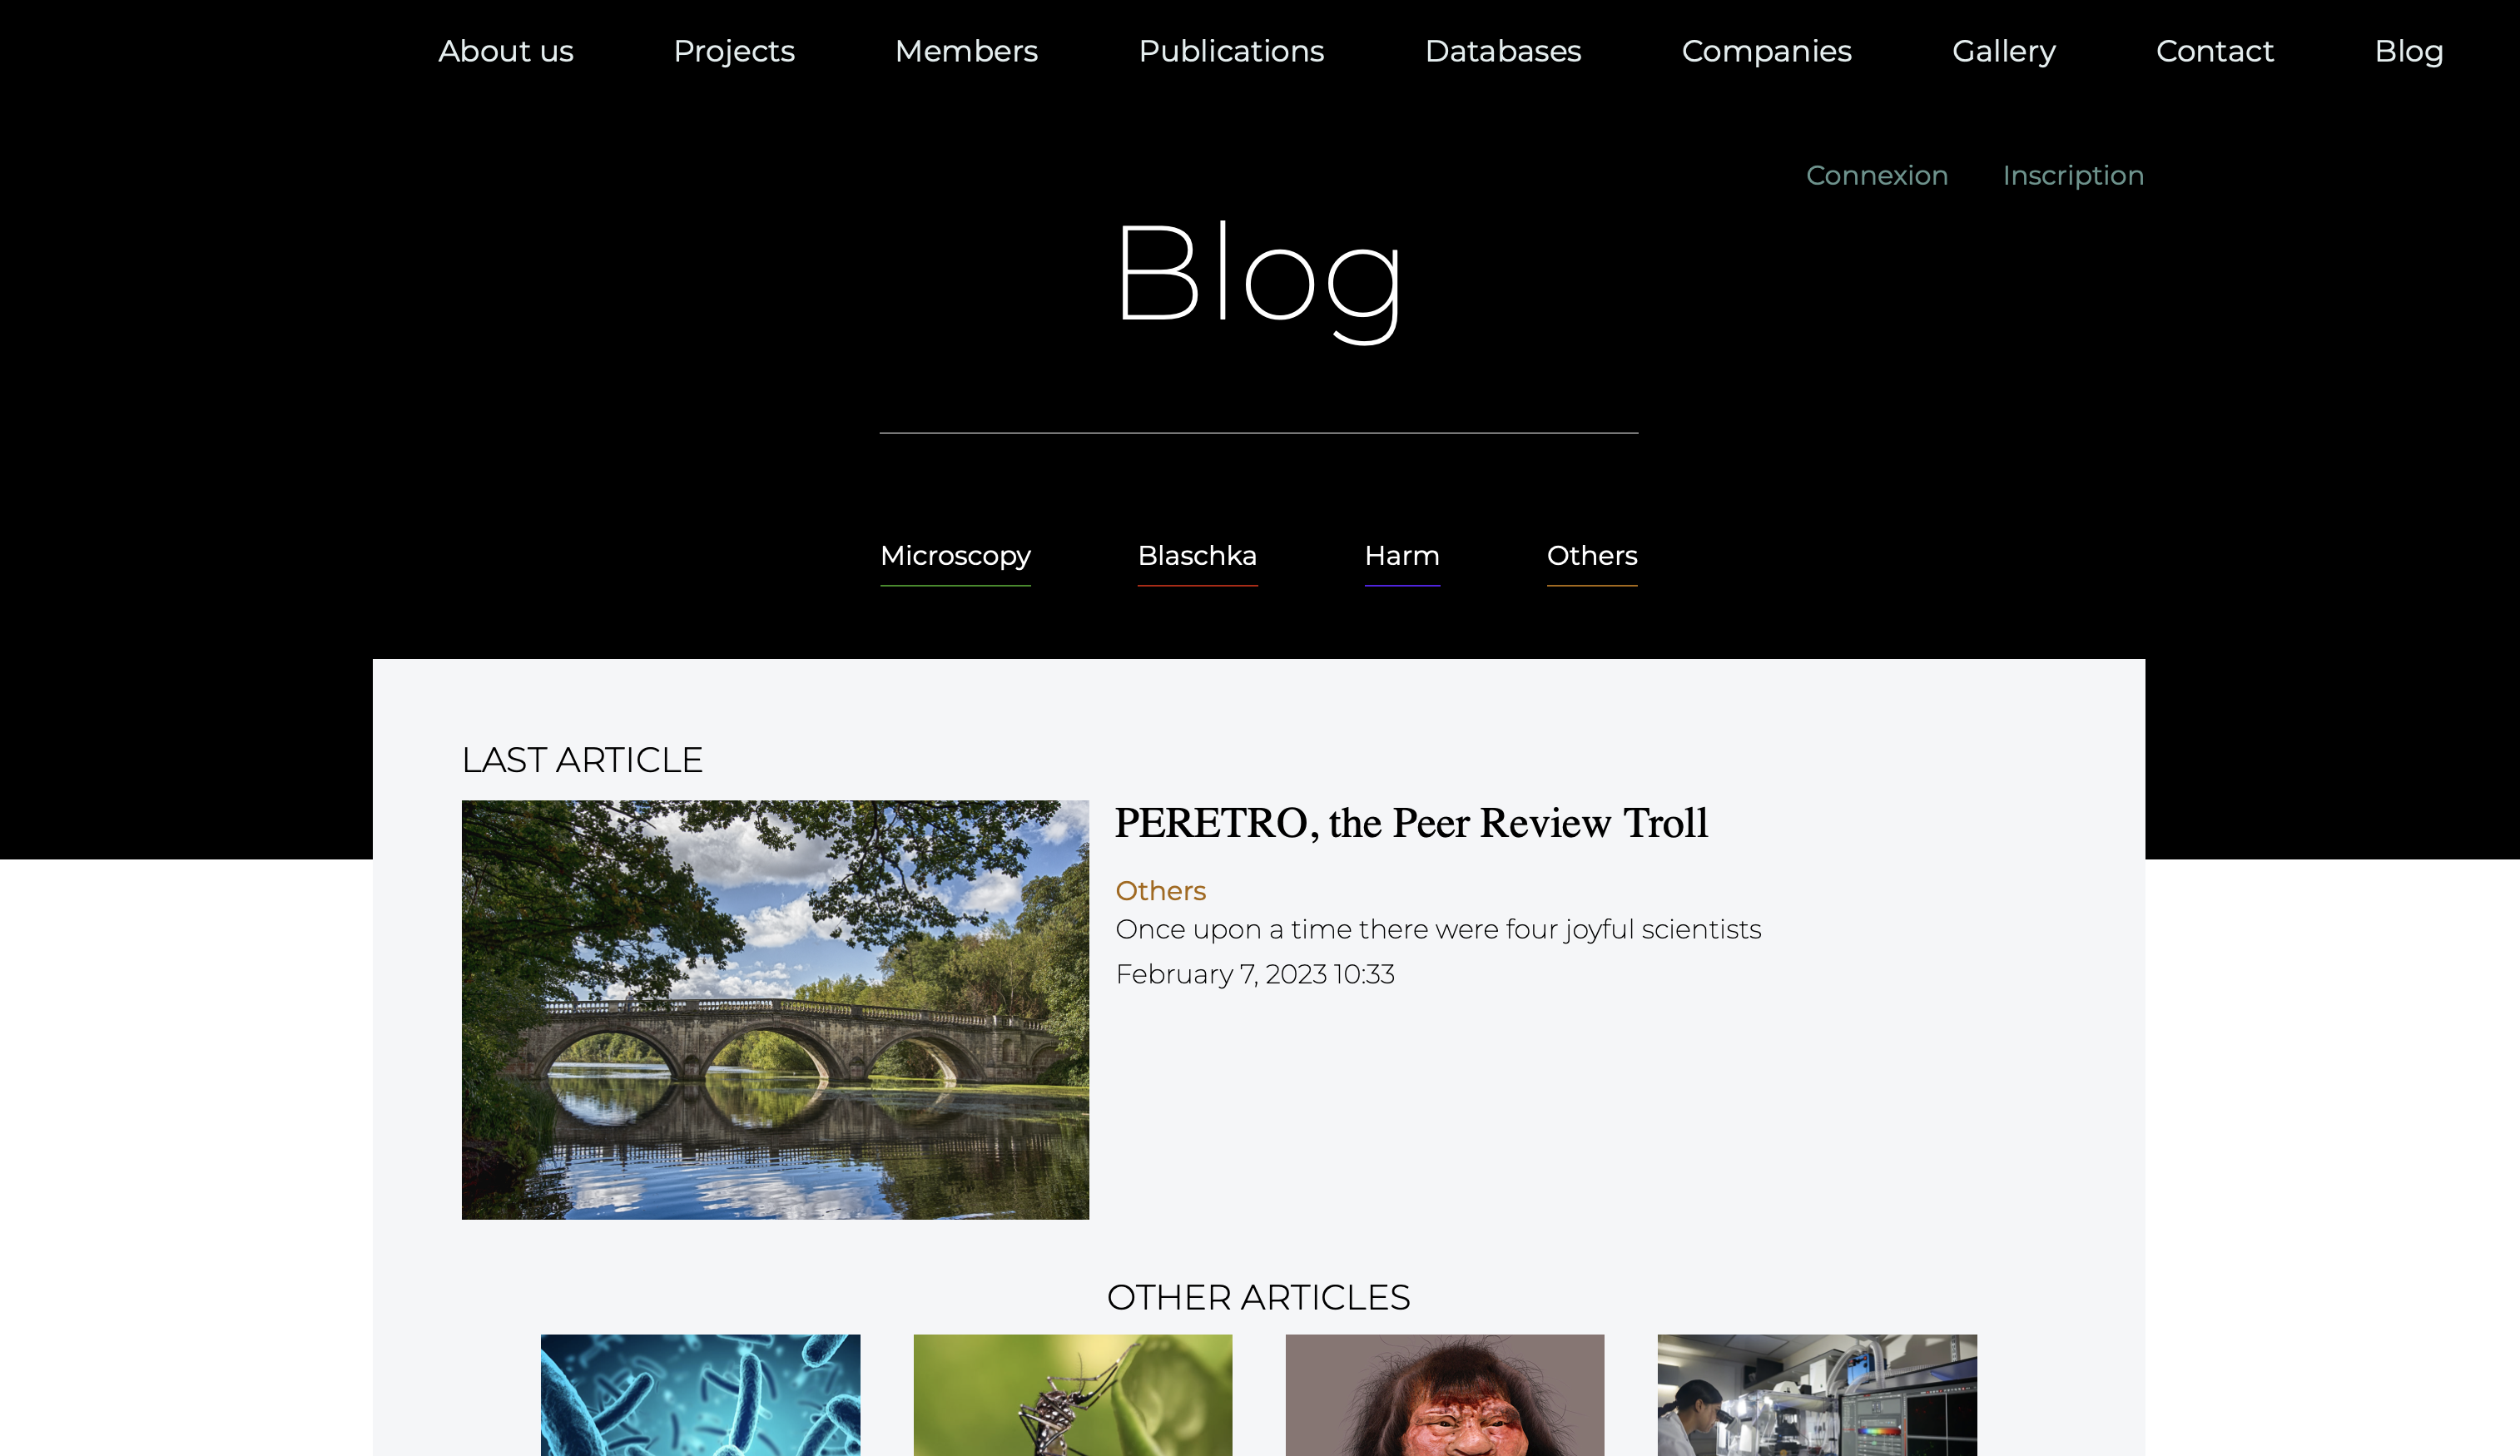 About us Projects Members Publications Databases Companies Gallery Contact Blog
Connexion Inscription
Blog
Microscopy Blaschka Harm Others
LAST ARTICLE
PERETRO, the Peer Review Troll
Others
Once upon a time there were four joyful scientists
February 7, 2023 10:33
OTHER ARTICLES